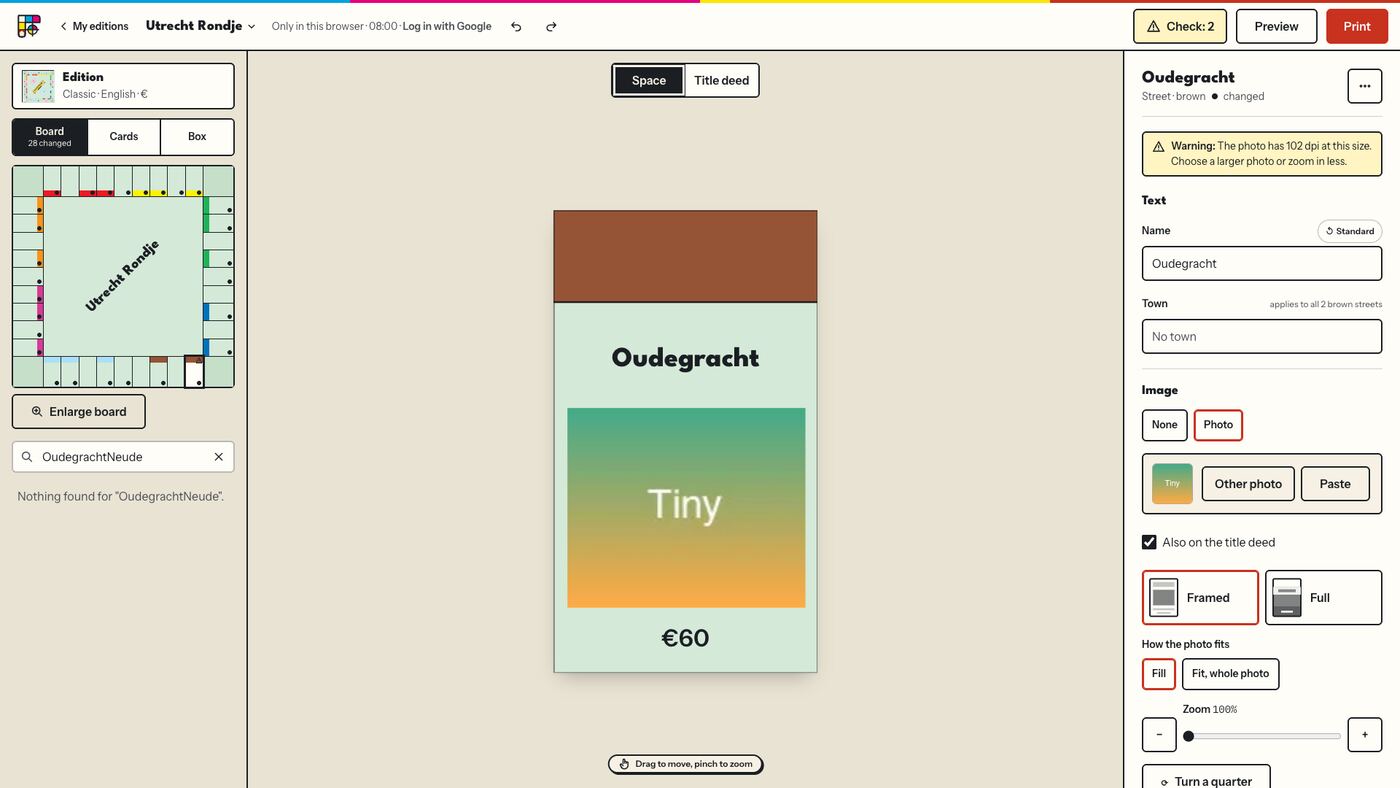 My editions
Utrecht Rondje
Only in this browser · 08:00 · Log in with Google
Check: 2
Preview
Print
Edition
Classic · English · €
Board
28 changed
Cards
Box
Utrecht Rondje
Enlarge board
OudegrachtNeude
Nothing found for "OudegrachtNeude".
Space
Title deed
Oudegracht
Tiny
€60
Drag to move, pinch to zoom
Oudegracht
Street · brown ● changed
Warning: The photo has 102 dpi at this size.
Choose a larger photo or zoom in less.
Text
Name
Standard
Oudegracht
Town
applies to all 2 brown streets
No town
Image
None
Photo
Tiny
Other photo
Paste
Also on the title deed
Framed
Full
How the photo fits
Fill
Fit, whole photo
Zoom 100%
Turn a quarter